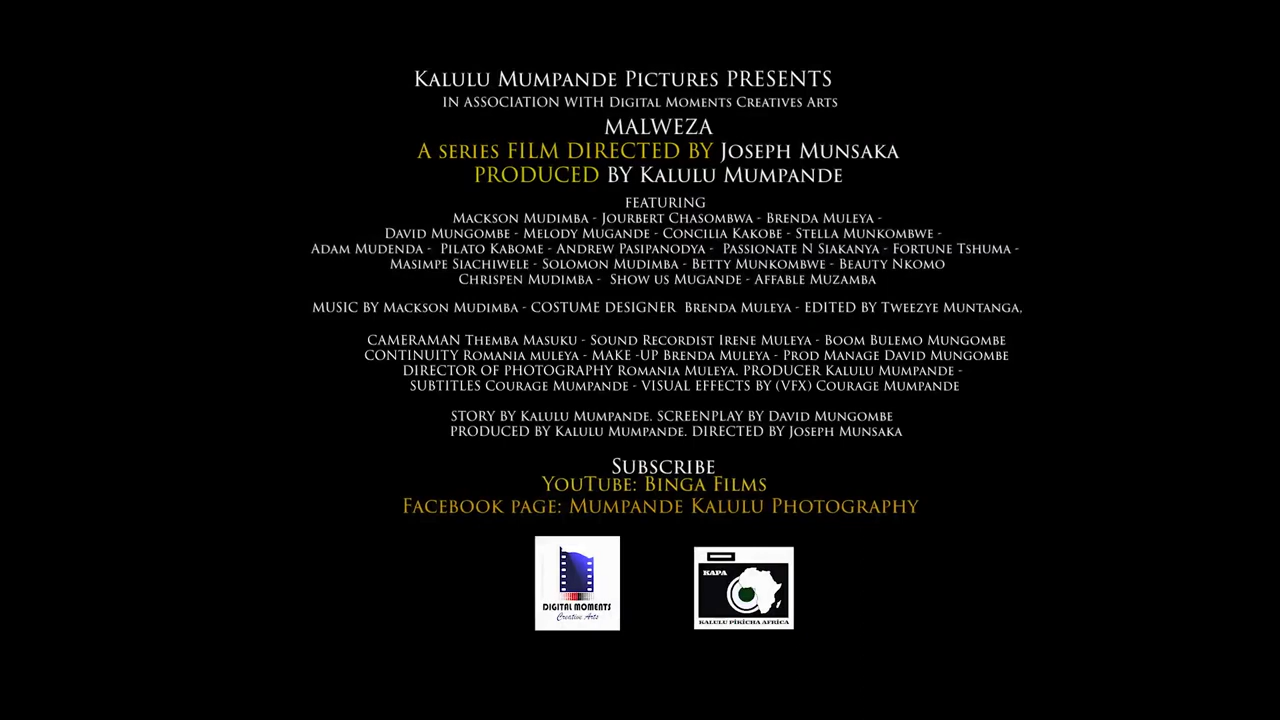 Kalulu Mumpande Pictures PRESENTS
IN ASSOCIATION WITH Digital Moments Creatives Arts
MALWEZA
A series FILM DIRECTED BY Joseph Munsaka
PRODUCED BY Kalulu Mumpande
FEATURING
Mackson Mudimba - Jourbert Chasombwa - Brenda Muleya -
David Mungombe - Melody Mugande - Concilia Kakobe - Stella Munkombwe -
Adam Mudenda - Pilato Kabome - Andrew Pasipanodya - Passionate N Siakanya - Fortune Tshuma -
Masimpe Siachiwele - Solomon Mudimba - Betty Munkombwe - Beauty Nkomo
Chrispen Mudimba - Show us Mugande - Affable Muzamba
MUSIC BY Mackson Mudimba - COSTUME DESIGNER Brenda Muleya - EDITED BY Tweezye Muntanga,
CAMERAMAN Themba Masuku - Sound Recordist Irene Muleya - Boom Bulemo Mungombe
CONTINUITY Romania muleya - MAKE -UP Brenda Muleya - Prod Manage David Mungombe
DIRECTOR OF PHOTOGRAPHY Romania Muleya. PRODUCER Kalulu Mumpande -
SUBTITLES Courage Mumpande - VISUAL EFFECTS BY (VFX) Courage Mumpande
STORY BY Kalulu Mumpande. SCREENPLAY BY David Mungombe
PRODUCED BY Kalulu Mumpande. DIRECTED BY Joseph Munsaka
Subscribe
YouTube: Binga Films
Facebook page: Mumpande Kalulu Photography
DIGITAL MOMENTS
Creative Arts
KAPA
KALULU PIKICHA AFRICA